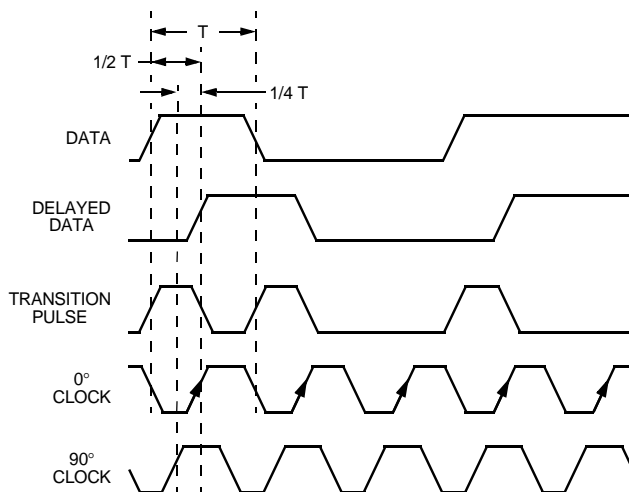 T
1/2 T
1/4 T
DATA
DELAYED
DATA
TRANSITION
PULSE
0°
CLOCK
90°
CLOCK